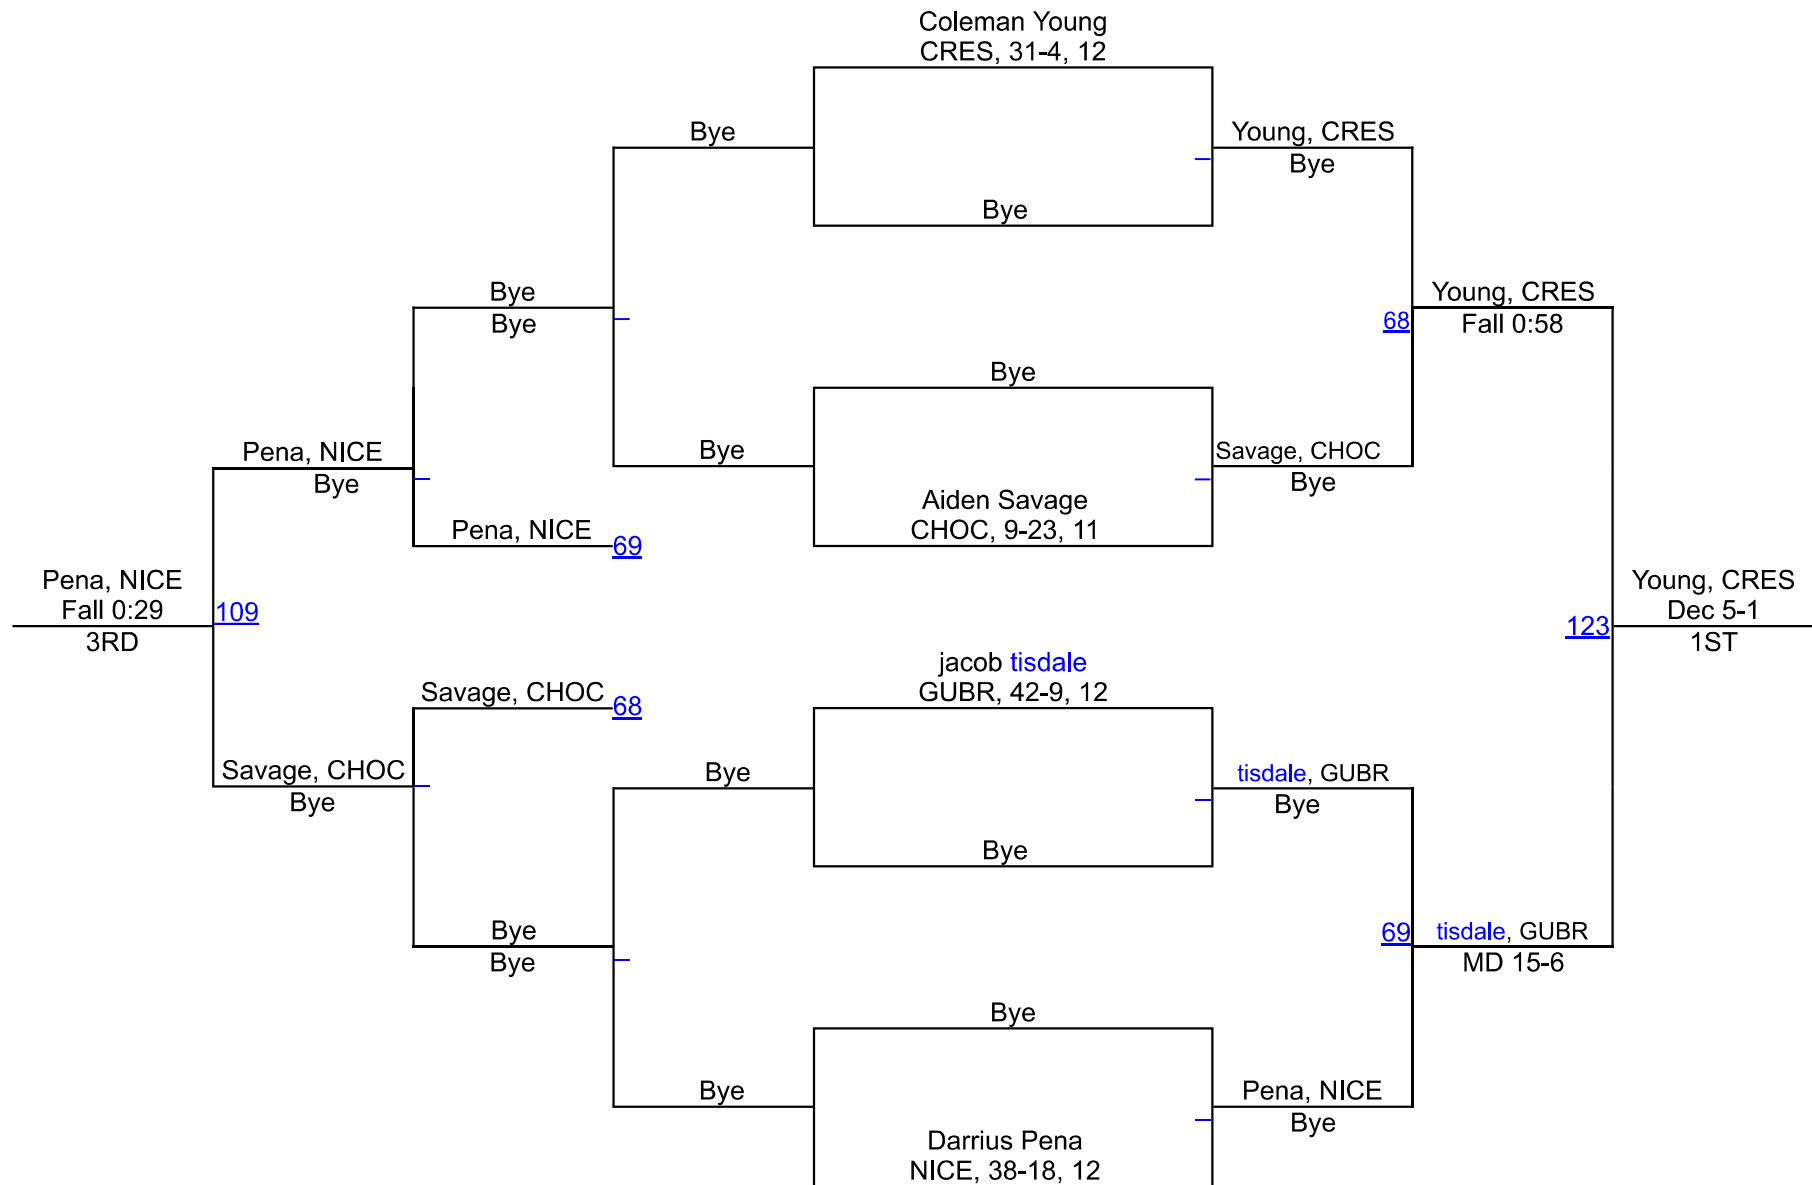 Coleman Young
CRES, 31-4, 12
Bye
Young, CRES
Bye
Bye
Bye
Bye
Young, CRES
68
Fall 0:58
Bye
Pena, NICE
Bye
Bye
Savage, CHOC
Bye
Aiden Savage
CHOC, 9-23, 11
Pena, NICE
69
Pena, NICE
Fall 0:29
109
3RD
Young, CRES
Dec 5-1
123
1ST
jacob tisdale
GUBR, 42-9, 12
Savage, CHOC
68
Savage, CHOC
Bye
Bye
tisdale, GUBR
Bye
Bye
Bye
Bye
69
tisdale, GUBR
MD 15-6
Bye
Bye
Pena, NICE
Bye
Darrius Pena
NICE, 38-18, 12